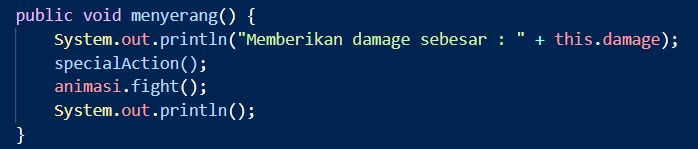 public void menyerang() {
    System.out.println("Memberikan damage sebesar : " + this.damage);
    specialAction();
    animasi.fight();
    System.out.println();
}